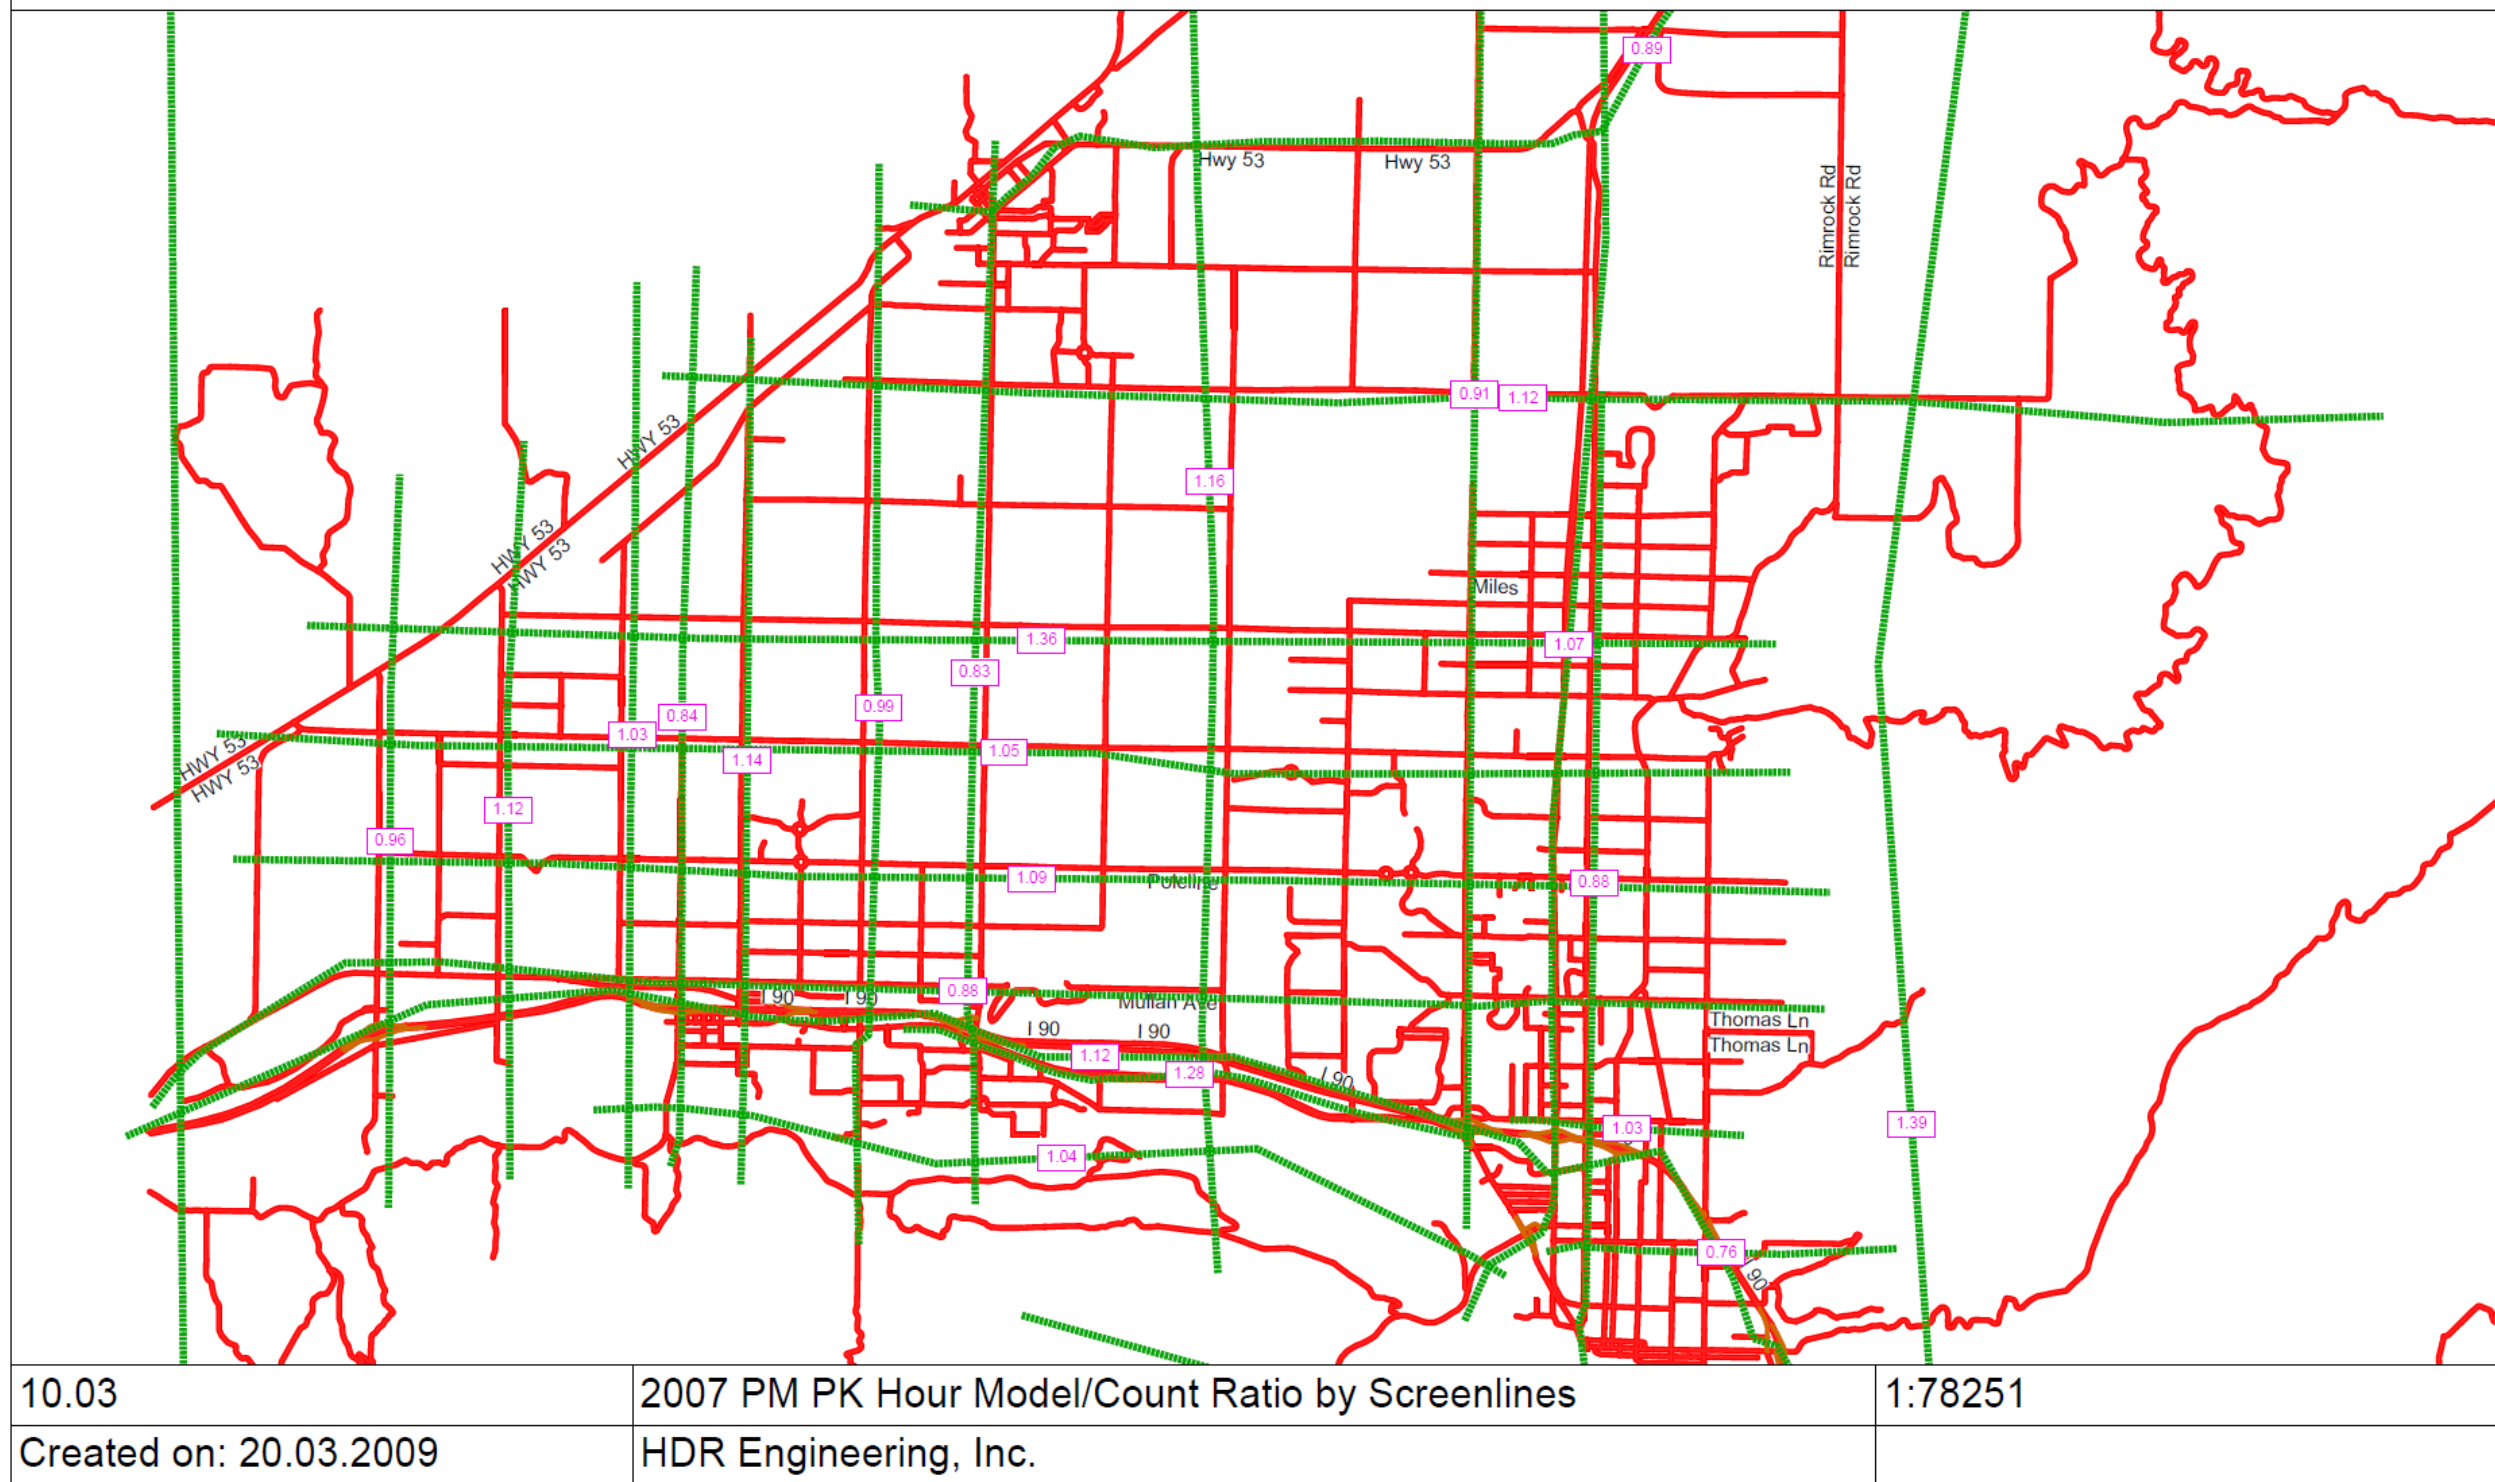 0.89
Hwy 53
Hwy 53
Rimrock Rd
Rimrock Rd
0.91
1.12
HWY 53
1.16
HWY 53
HWY 53
Miles
1.36
1.07
0.83
0.99
0.84
1.03
1.05
HWY 53
HWY 53
1.14
1.12
0.96
1.09
Poleline
0.88
0.88
I 90
I 90
Mullan Ave
I 90
I 90
Thomas Ln
Thomas Ln
1.12
1.28
I 90
1.03
1.39
1.04
0.76
90
10.03
2007 PM PK Hour Model/Count Ratio by Screenlines
1:78251
Created on: 20.03.2009
HDR Engineering, Inc.